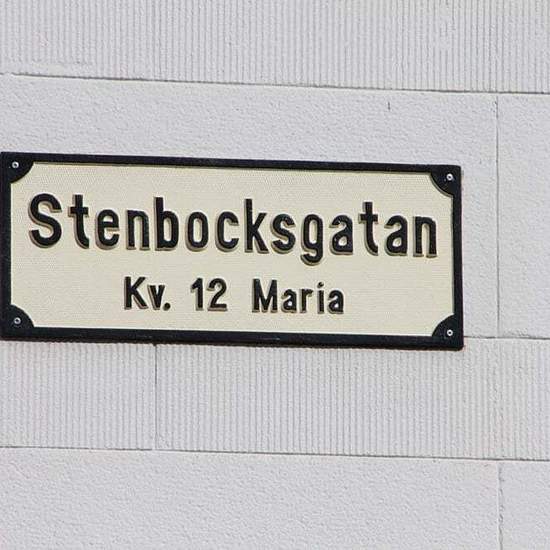 Stenbocksgatan
Kv. 12 Maria